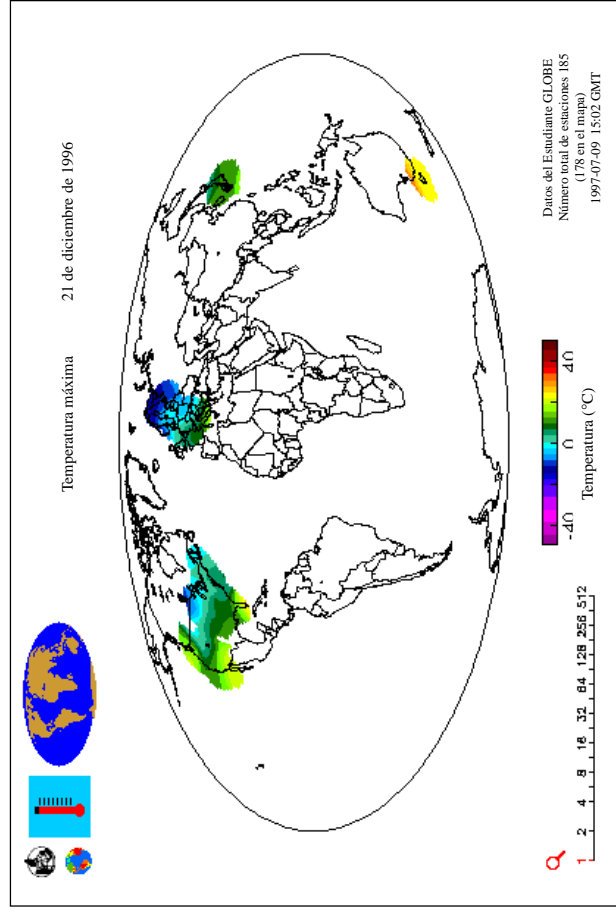 Temperatura máxima 21 de diciembre de 1996
1 2 4 8 16 32 64 128 256 512
-40 0 40
Temperatura (°C)
Datos del Estudiante GLOBE
Número total de estaciones 185
(178 en el mapa)
1997-07-09 15:02 GMT